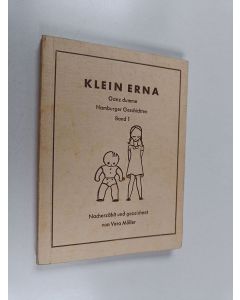 KLEIN ERNA
Ganz dumme
Hamburger Geschichten
Band 1
Nacherzählt und gezeichnet
von Vera Möller